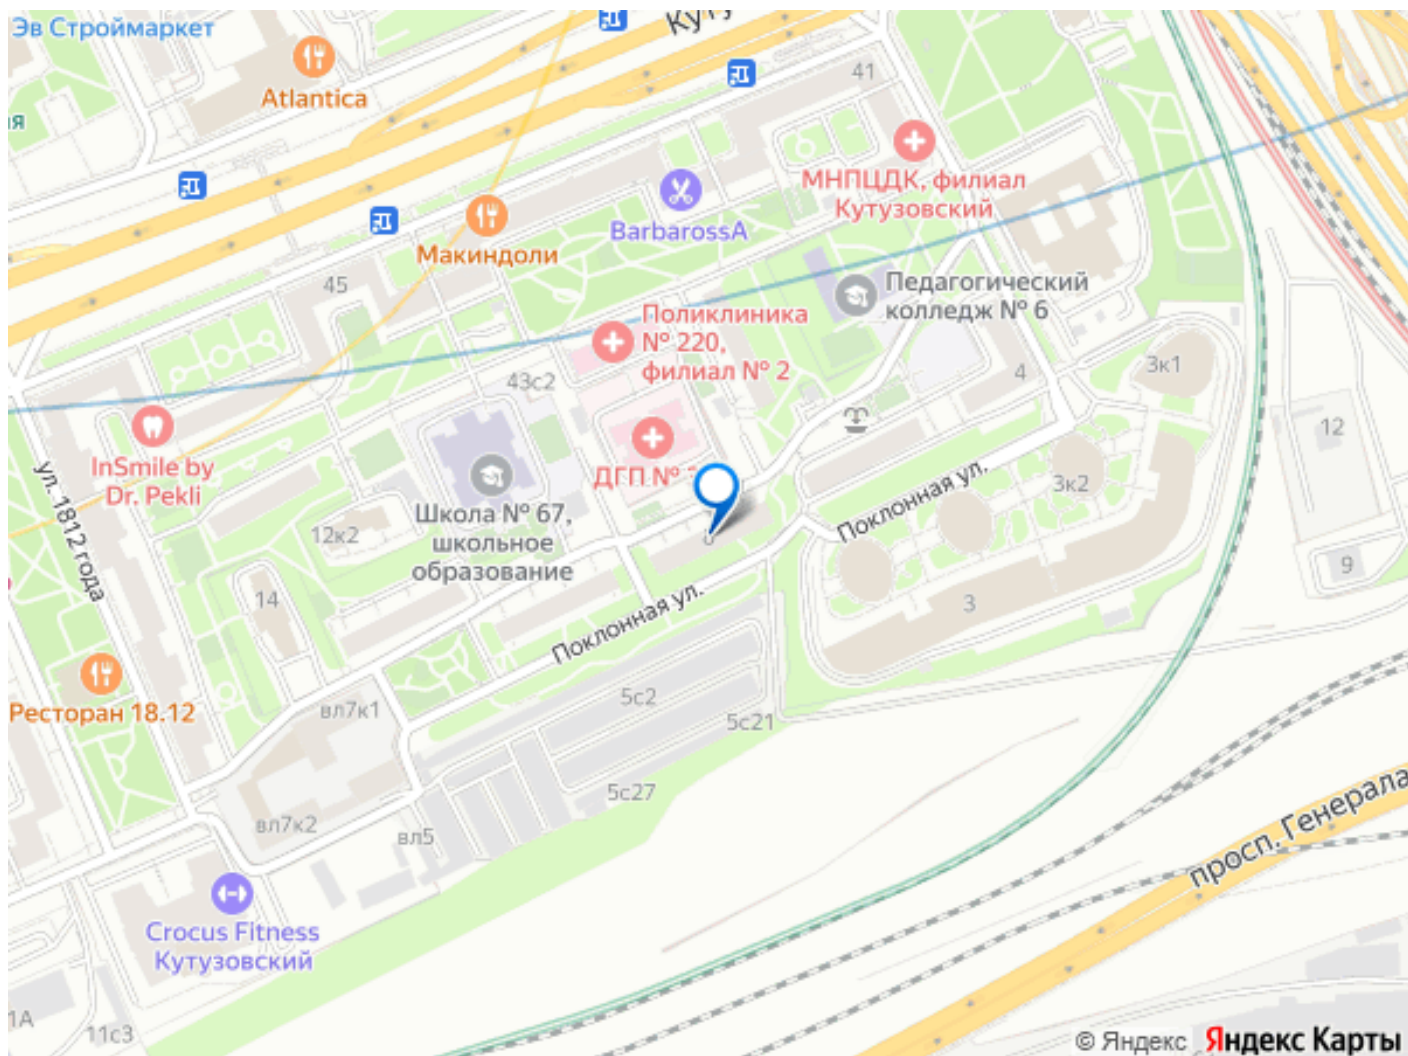 Эв Строймаркет
Куту
Atlantica
41
я
МНПЦДК, филиал
Кутузовский
BarbarossA
Макиндоли
45
Педагогический
колледж № 6
Поликлиника
№ 220,
филиал № 2
43с2
4
3к1
12
InSmile by
Dr. Pekli
ДГП №
ул. 1812 года
Школа № 67,
школьное
образование
12к2
3к2
Поклонная ул.
9
14
3
Поклонная ул.
5с2
Ресторан 18.12
вл7к1
5с21
5с27
вл7к2
вл5
просп. Генерала
Crocus Fitness
Кутузовский
1А
11с3
© Яндекс Яндекс Карты